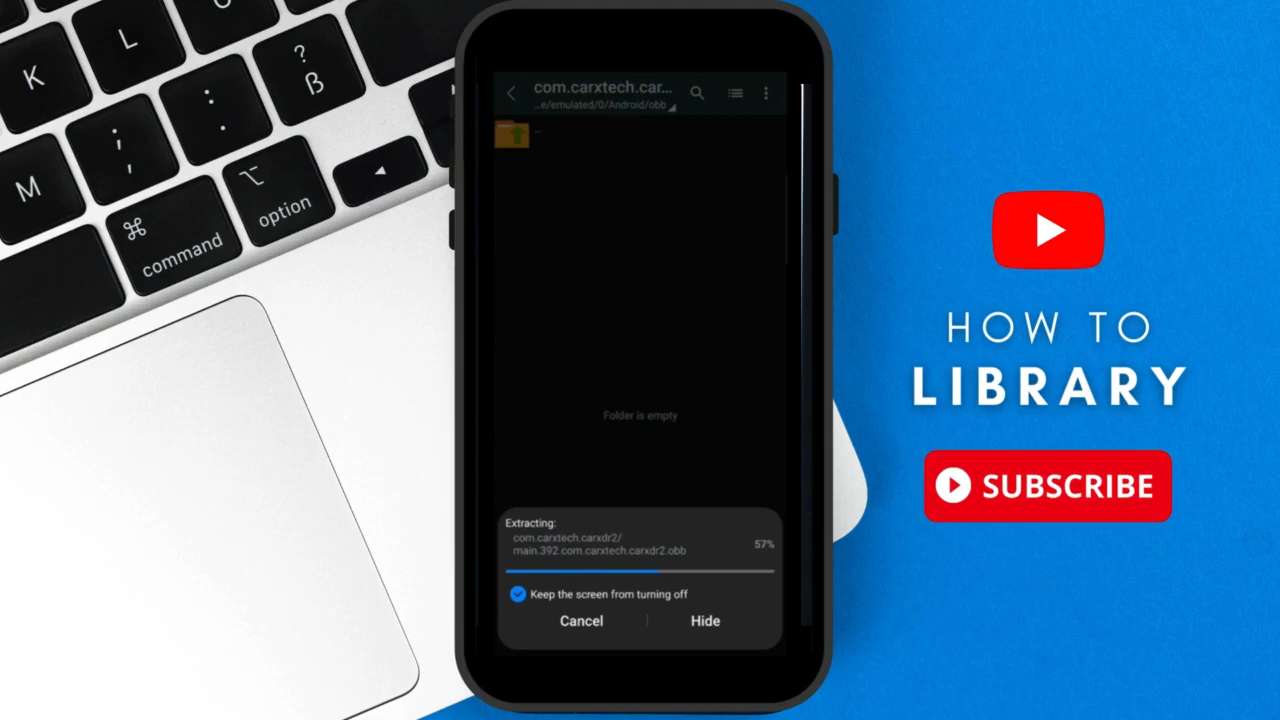 L
K
?
ß
:
.
;
,
M
⌘
command
⌥
option
◄
com.carxtech.car...
...e/emulated/0/Android/obb
..
Folder is empty
Extracting:
com.carxtech.carxdr2/
main.392.com.carxtech.carxdr2.obb
57%
Keep the screen from turning off
Cancel
Hide
HOW TO
LIBRARY
SUBSCRIBE